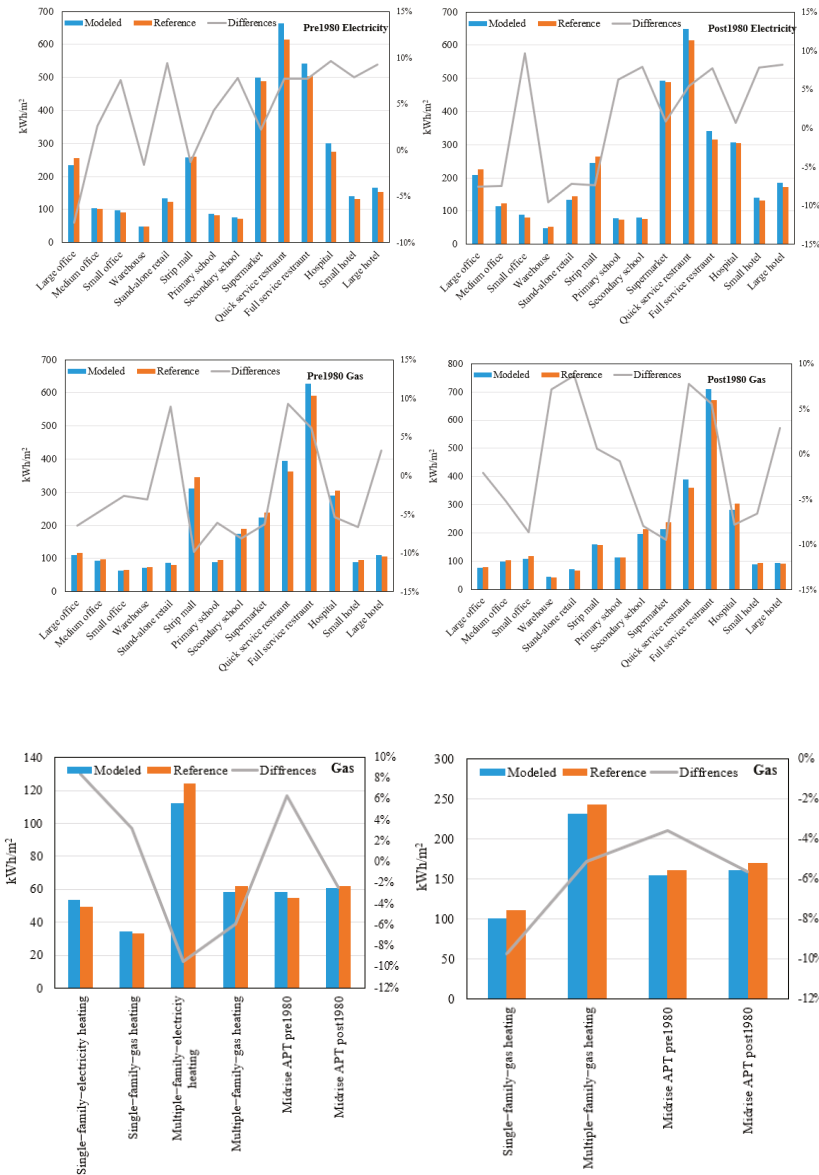 Modeled Reference Differences
Pre1980 Electricity
kWh/m²
700
600
500
400
300
200
100
0
15%
10%
5%
0%
-5%
-10%
Large office
Medium office
Small office
Warehouse
Stand-alone retail
Strip mall
Primary school
Secondary school
Supermarket
Quick service restraunt
Full service restraunt
Hospital
Small hotel
Large hotel
Modeled Reference Differences
Post1980 Electricity
kWh/m²
700
600
500
400
300
200
100
0
15%
10%
5%
0%
-5%
-10%
-15%
Large office
Medium office
Small office
Warehouse
Stand-alone retail
Strip mall
Primary school
Secondary school
Supermarket
Quick service restraunt
Full service restraunt
Hospital
Small hotel
Large hotel
Modeled Reference Differences
Pre1980 Gas
kWh/m²
700
600
500
400
300
200
100
0
15%
10%
5%
0%
-5%
-10%
-15%
Large office
Medium office
Small office
Warehouse
Stand-alone retail
Strip mall
Primary school
Secondary school
Supermarket
Quick service restraunt
Full service restraunt
Hospital
Small hotel
Large hotel
Modeled Reference Differences
Post1980 Gas
kWh/m²
800
700
600
500
400
300
200
100
0
10%
5%
0%
-5%
-10%
-15%
Large office
Medium office
Small office
Warehouse
Stand-alone retail
Strip mall
Primary school
Secondary school
Supermarket
Quick service restraunt
Full service restraunt
Hospital
Small hotel
Large hotel
Modeled Reference Diffrences
Gas
kWh/m²
140
120
100
80
60
40
20
0
10%
8%
6%
4%
2%
0%
-2%
-4%
-6%
-8%
-10%
-12%
Single-family-electricity heating
Single-family-gas heating
Multiple-family-electriciy
heating
Multiple-family-gas heating
Midrise APT pre1980
Midrise APT post1980
Modeled Reference Diffrences
Gas
kWh/m²
300
250
200
150
100
50
0
0%
-2%
-4%
-6%
-8%
-10%
-12%
Single-family-gas heating
Multiple-family-gas heating
Midrise APT pre1980
Midrise APT post1980